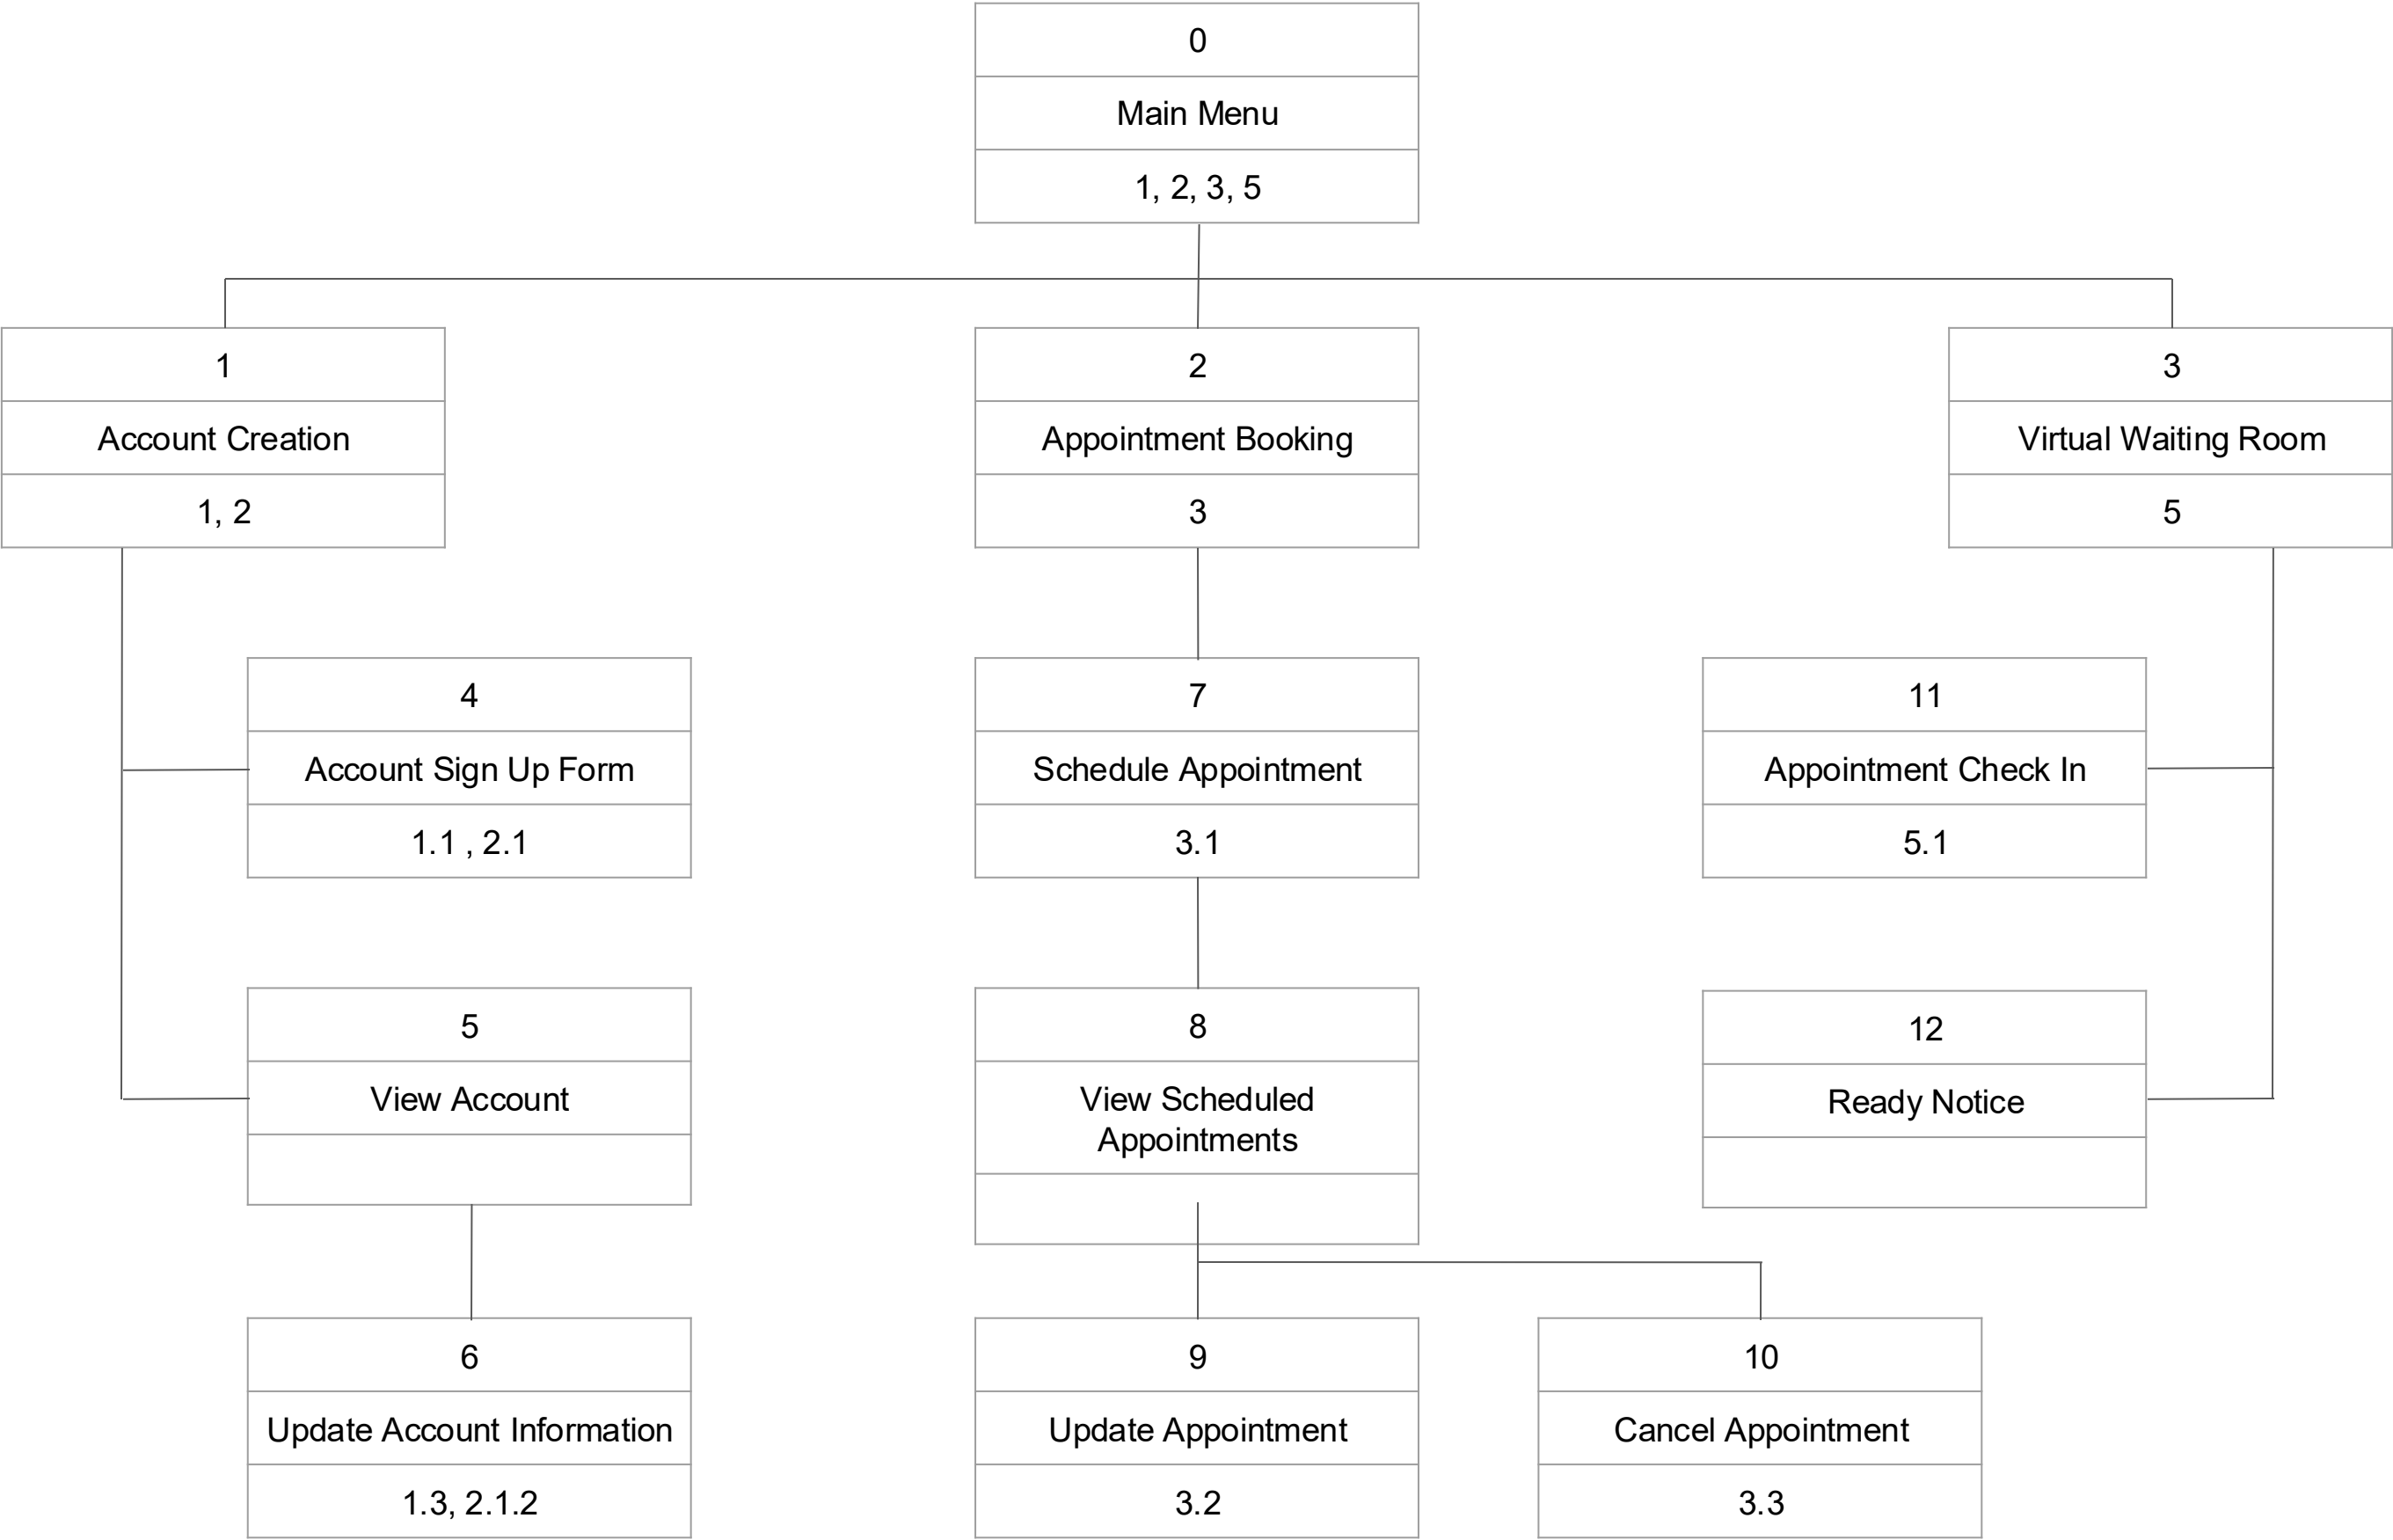 0
Main Menu
1, 2, 3, 5
1
Account Creation
1, 2
2
Appointment Booking
3
3
Virtual Waiting Room
5
4
Account Sign Up Form
1.1 , 2.1
7
Schedule Appointment
3.1
11
Appointment Check In
5.1
5
View Account
8
View Scheduled
Appointments
12
Ready Notice
6
Update Account Information
1.3, 2.1.2
9
Update Appointment
3.2
10
Cancel Appointment
3.3